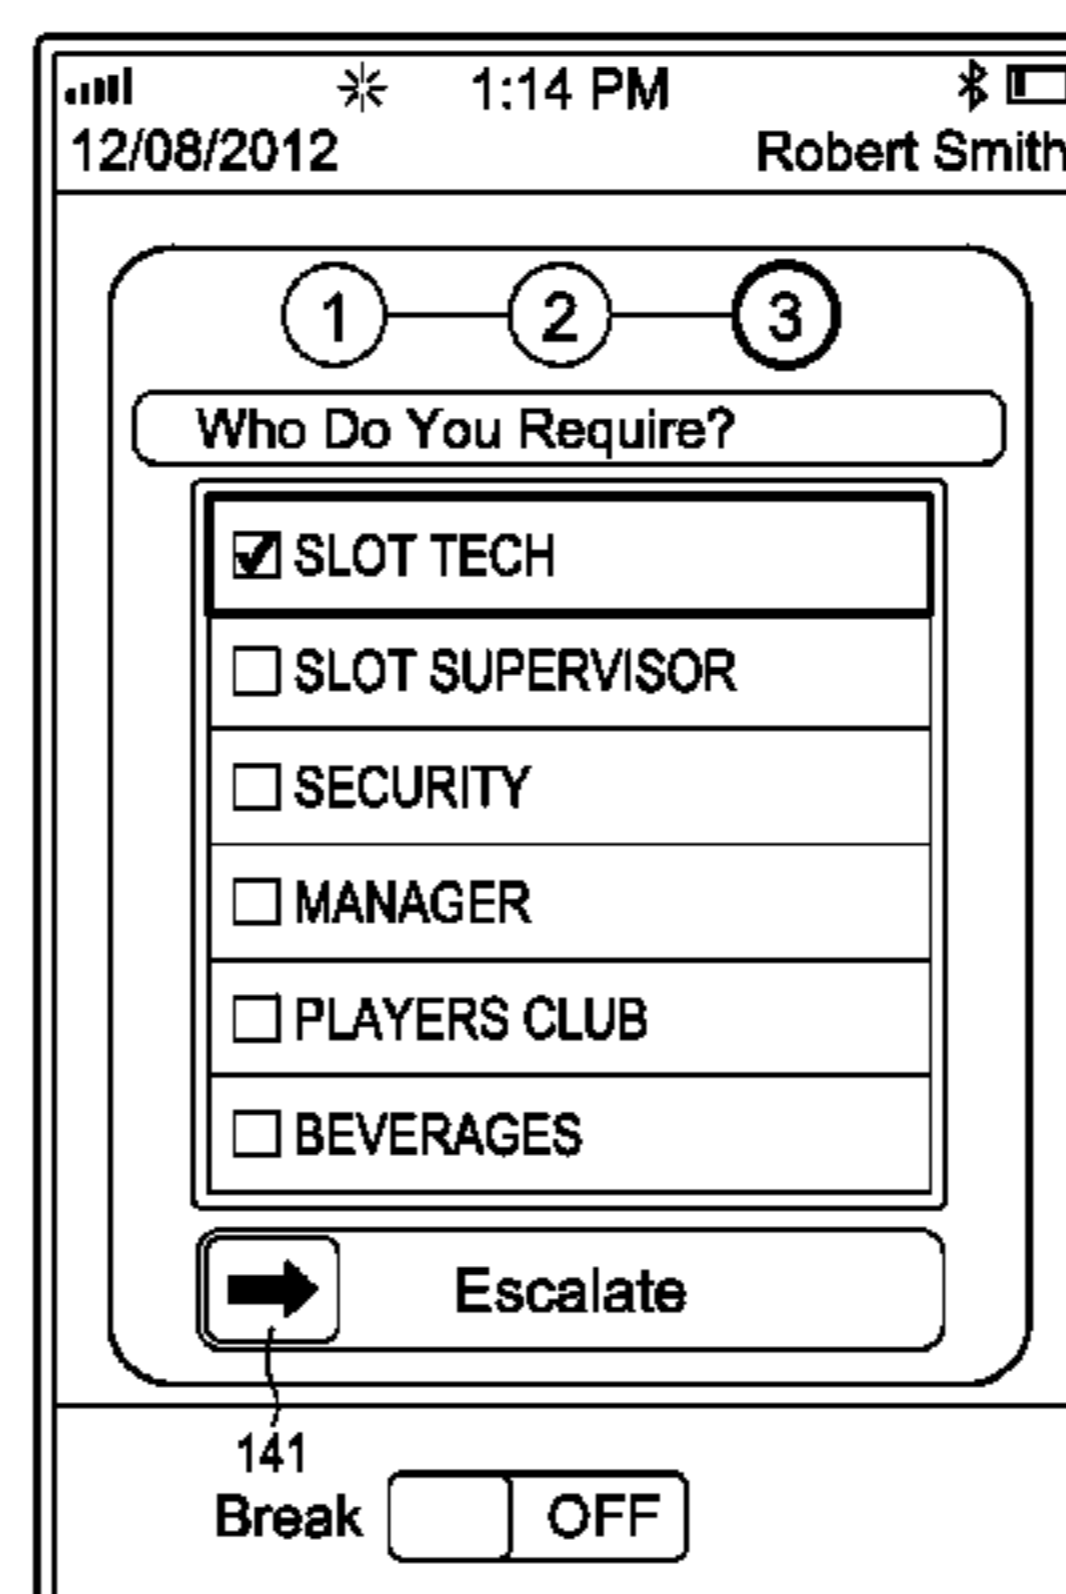 1:14 PM
12/08/2012 Robert Smith
1 2 3
Who Do You Require?
SLOT TECH
SLOT SUPERVISOR
SECURITY
MANAGER
PLAYERS CLUB
BEVERAGES
Escalate
141
Break OFF